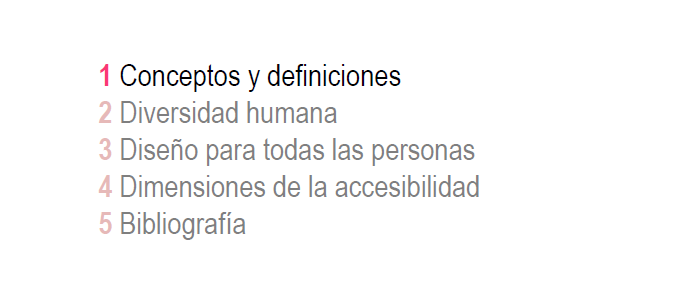 1 Conceptos y definiciones
2 Diversidad humana
3 Diseño para todas las personas
4 Dimensiones de la accesibilidad
5 Bibliografía